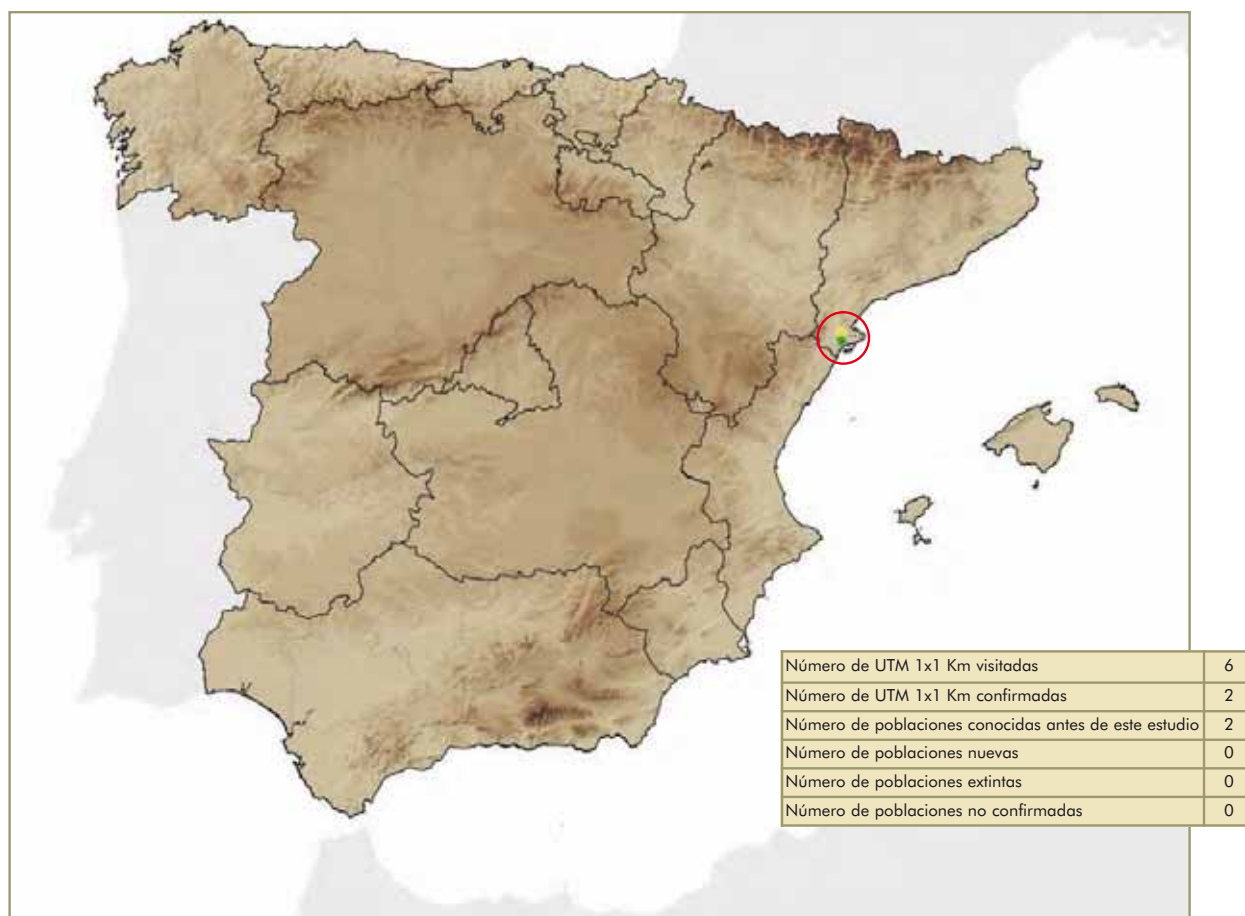 Número de UTM 1x1 Km visitadas 6
Número de UTM 1x1 Km confirmadas 2
Número de poblaciones conocidas antes de este estudio 2
Número de poblaciones nuevas 0
Número de poblaciones extintas 0
Número de poblaciones no confirmadas 0